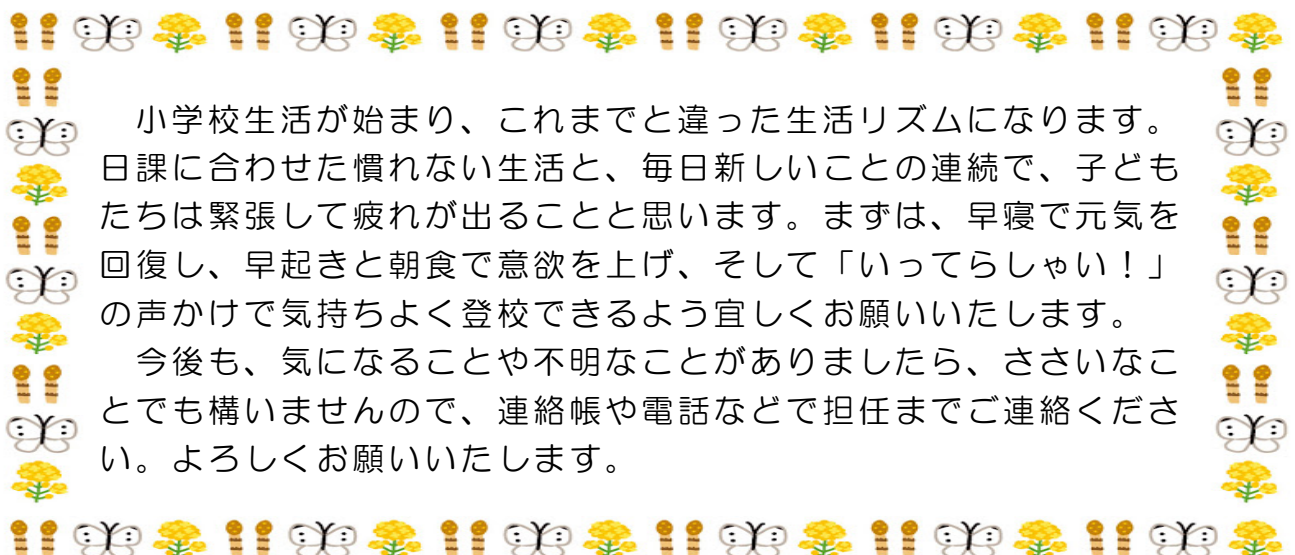 小学校生活が始まり、これまでと違った生活リズムになります。
日課に合わせた慣れない生活と、毎日新しいことの連続で、子ども
たちは緊張して疲れが出ることと思います。まずは、早寝で元気を
回復し、早起きと朝食で意欲を上げ、そして「いってらしゃい！」
の声かけで気持ちよく登校できるよう宜しくお願いいたします。
　今後も、気になることや不明なことがありましたら、ささいなこ
とでも構いませんので、連絡帳や電話などで担任までご連絡くださ
い。よろしくお願いいたします。